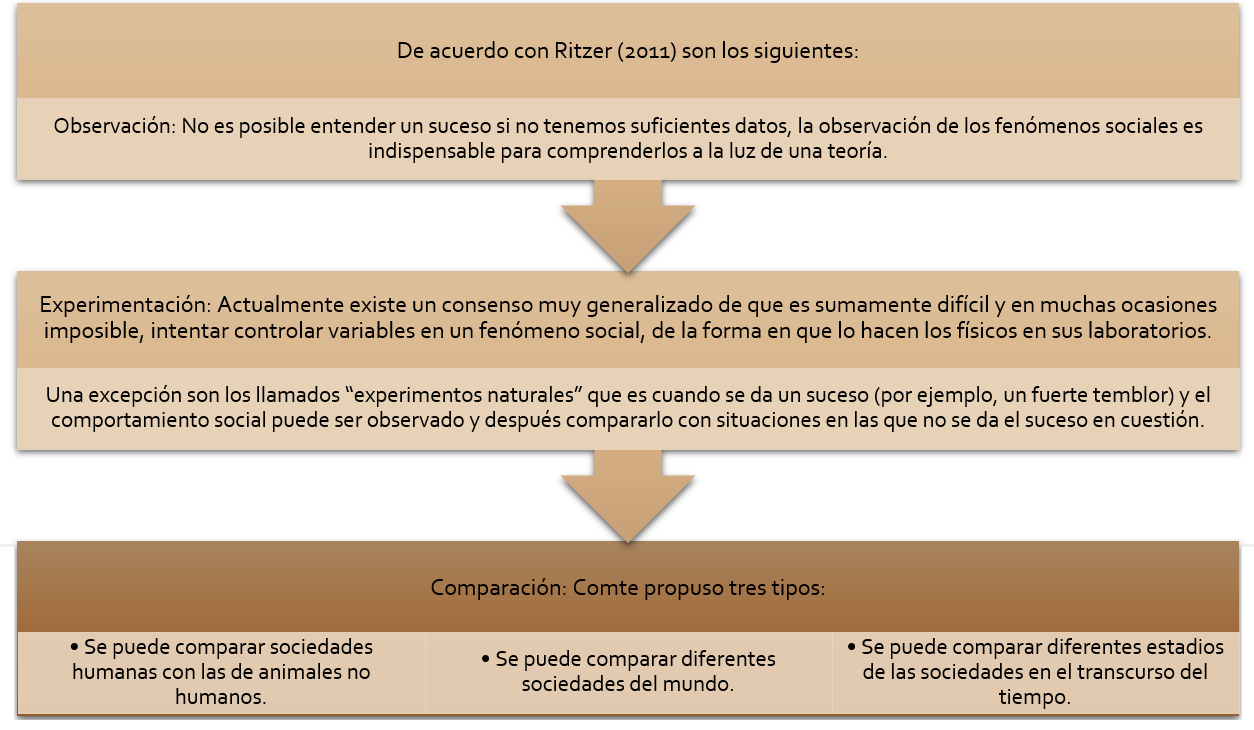 De acuerdo con Ritzer (2011) son los siguientes:
Observación: No es posible entender un suceso si no tenemos suficientes datos, la observación de los fenómenos sociales es
indispensable para comprenderlos a la luz de una teoría.
Experimentación: Actualmente existe un consenso muy generalizado de que es sumamente difícil y en muchas ocasiones
imposible, intentar controlar variables en un fenómeno social, de la forma en que lo hacen los físicos en sus laboratorios.
Una excepción son los llamados “experimentos naturales” que es cuando se da un suceso (por ejemplo, un fuerte temblor) y el
comportamiento social puede ser observado y después compararlo con situaciones en las que no se da el suceso en cuestión.
Comparación: Comte propuso tres tipos:
• Se puede comparar sociedades
humanas con las de animales no
humanos.
• Se puede comparar diferentes
sociedades del mundo.
• Se puede comparar diferentes estadios
de las sociedades en el transcurso del
tiempo.